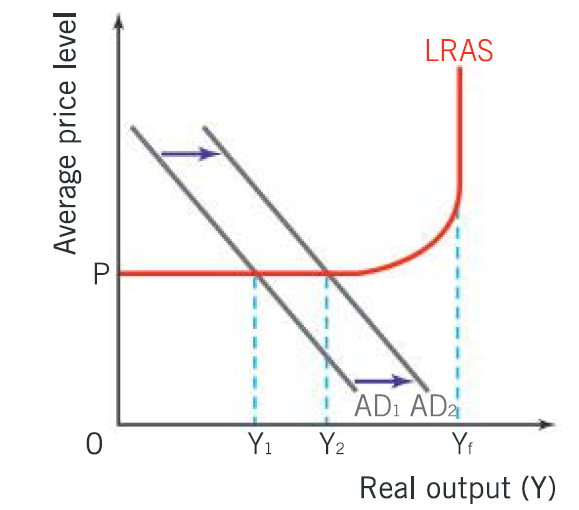 Average price level
LRAS
P
AD₁ AD₂
0
Y₁
Y₂
Yf
Real output (Y)